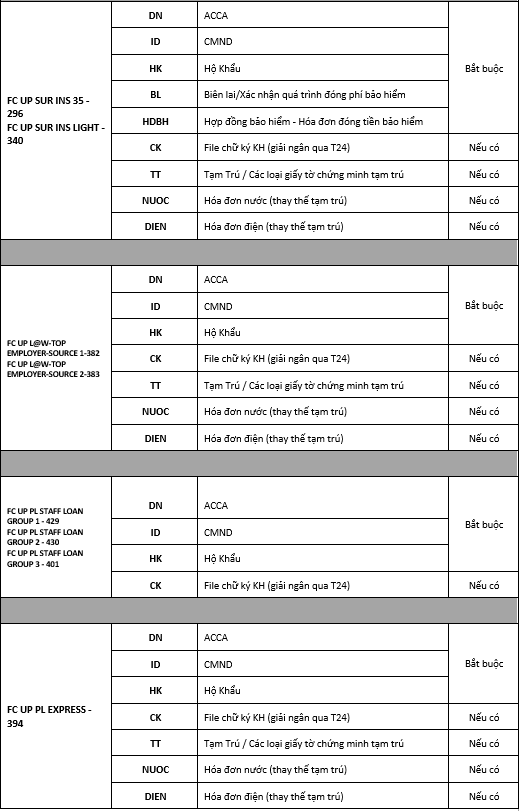 FC UP SUR INS 35 -
296
FC UP SUR INS LIGHT -
340
DN ACCA Bắt buộc
ID CMND
HK Hộ Khẩu
BL Biên lai/Xác nhận quá trình đóng phí bảo hiểm
HDBH Hợp đồng bảo hiểm - Hóa đơn đóng tiền bảo hiểm
CK File chữ ký KH (giải ngân qua T24) Nếu có
TT Tạm Trú / Các loại giấy tờ chứng minh tạm trú Nếu có
NUOC Hóa đơn nước (thay thế tạm trú) Nếu có
DIEN Hóa đơn điện (thay thế tạm trú) Nếu có
FC UP L@W-TOP
EMPLOYER-SOURCE 1-382
FC UP L@W-TOP
EMPLOYER-SOURCE 2-383
DN ACCA Bắt buộc
ID CMND
HK Hộ Khẩu
CK File chữ ký KH (giải ngân qua T24) Nếu có
TT Tạm Trú / Các loại giấy tờ chứng minh tạm trú Nếu có
NUOC Hóa đơn nước (thay thế tạm trú) Nếu có
DIEN Hóa đơn điện (thay thế tạm trú) Nếu có
FC UP PL STAFF LOAN
GROUP 1 - 429
FC UP PL STAFF LOAN
GROUP 2 - 430
FC UP PL STAFF LOAN
GROUP 3 - 401
DN ACCA Bắt buộc
ID CMND
HK Hộ Khẩu
CK File chữ ký KH (giải ngân qua T24) Nếu có
FC UP PL EXPRESS -
394
DN ACCA Bắt buộc
ID CMND
HK Hộ Khẩu
CK File chữ ký KH (giải ngân qua T24) Nếu có
TT Tạm Trú / Các loại giấy tờ chứng minh tạm trú Nếu có
NUOC Hóa đơn nước (thay thế tạm trú) Nếu có
DIEN Hóa đơn điện (thay thế tạm trú) Nếu có